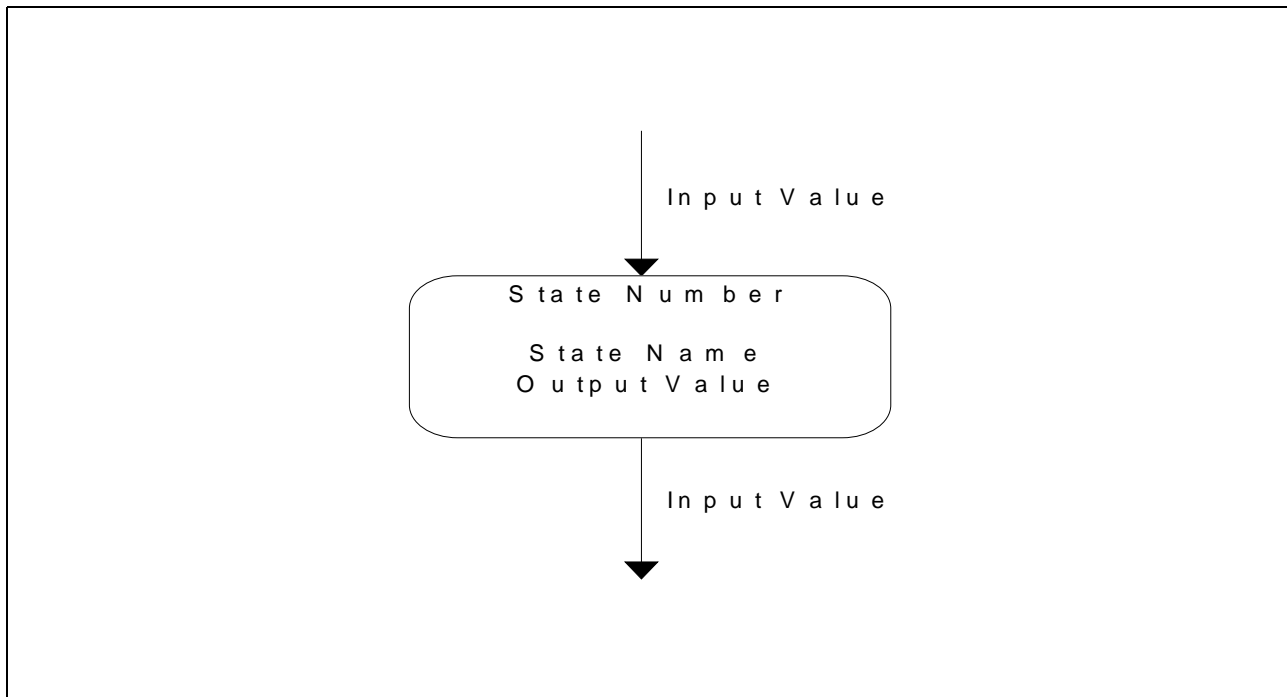 Input Value
State Number
State Name
Output Value
Input Value